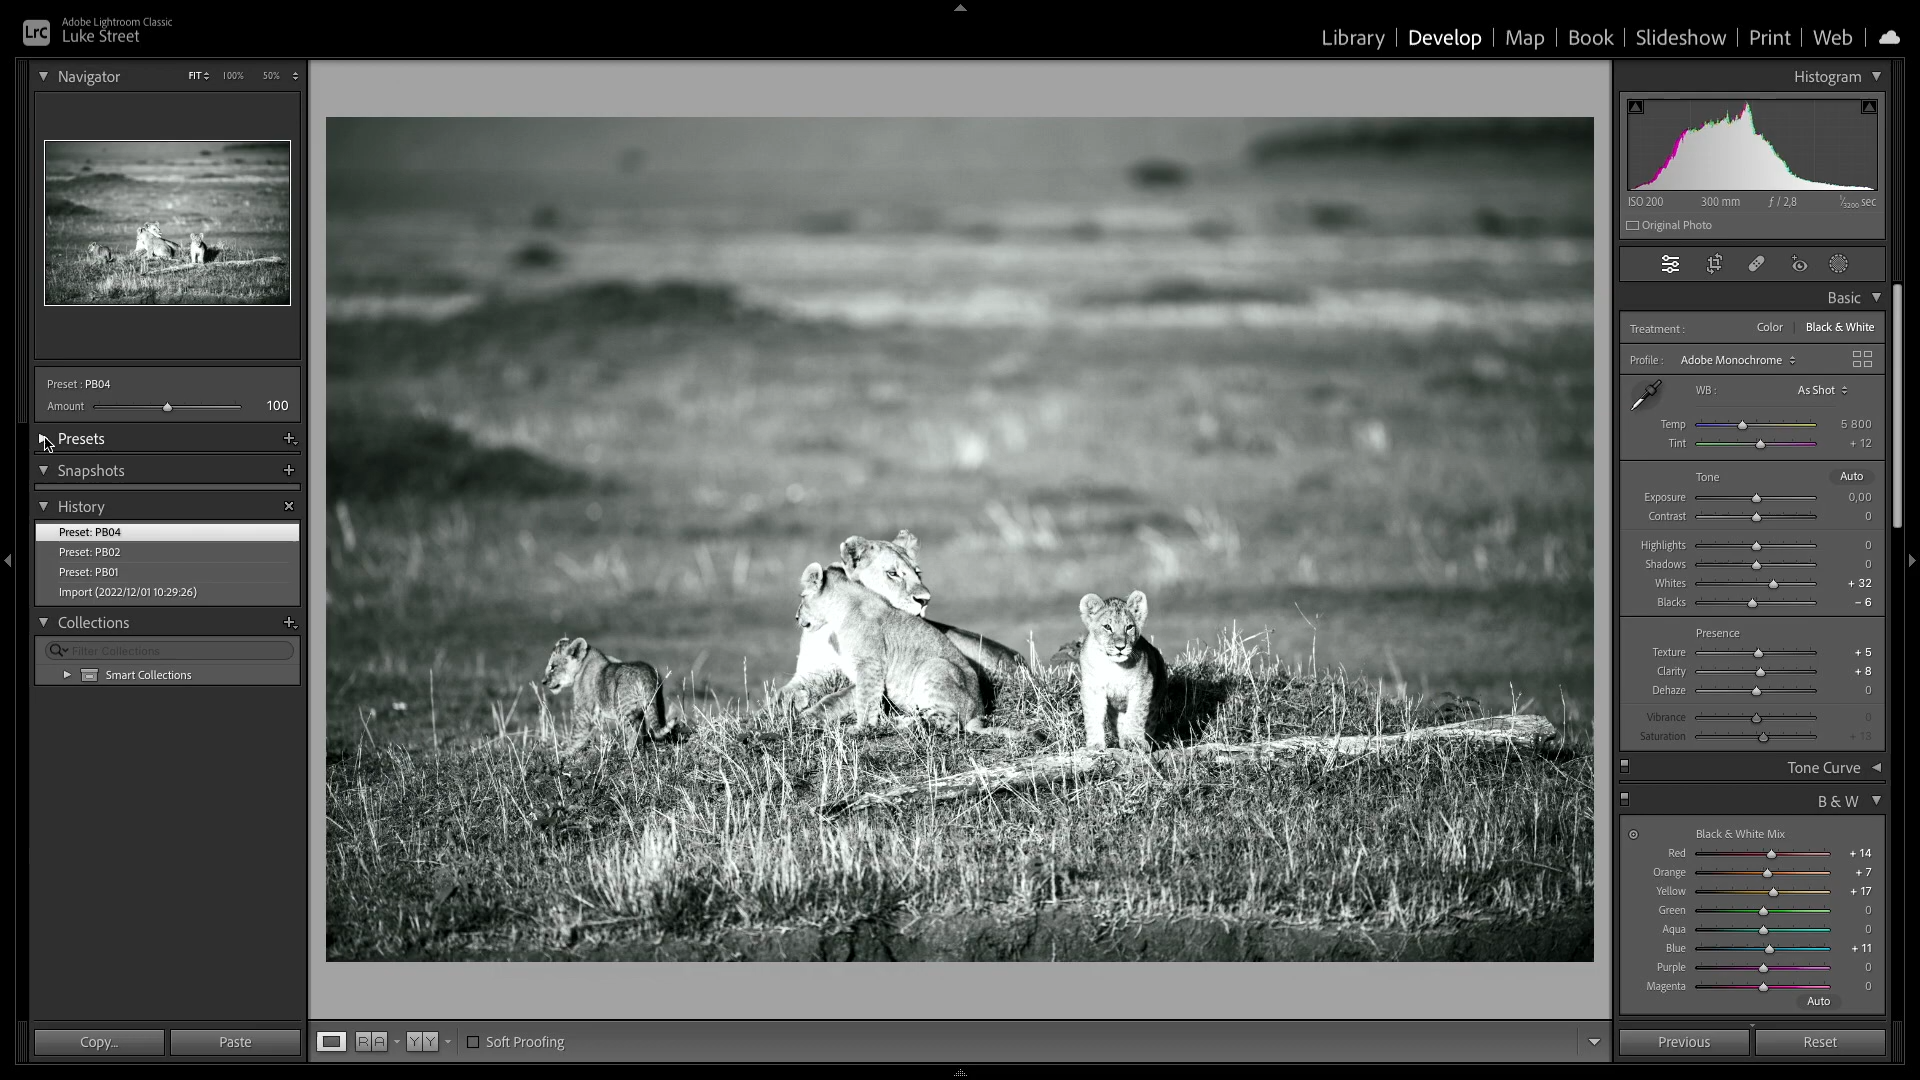 LrC
Adobe Lightroom Classic
Luke Street
Library | Develop | Map | Book | Slideshow | Print | Web
Navigator
FIT 100% 50%
Preset : PB04
Amount 100
Presets
Snapshots
History
Preset: PB04
Preset: PB02
Preset: PB01
Import (2022/12/01 10:29:26)
Collections
Filter Collections
Smart Collections
Copy...
Paste
R A
Y Y
Soft Proofing
Histogram
ISO 200 300 mm ƒ / 2,8 1/3200 sec
Original Photo
Basic
Treatment : Color Black & White
Profile : Adobe Monochrome
WB : As Shot
Temp 5 800
Tint + 12
Tone Auto
Exposure 0,00
Contrast 0
Highlights 0
Shadows 0
Whites + 32
Blacks – 6
Presence
Texture + 5
Clarity + 8
Dehaze 0
Vibrance 0
Saturation + 13
Tone Curve
B & W
Black & White Mix
Red + 14
Orange + 7
Yellow + 17
Green 0
Aqua 0
Blue + 11
Purple 0
Magenta 0
Auto
Previous
Reset